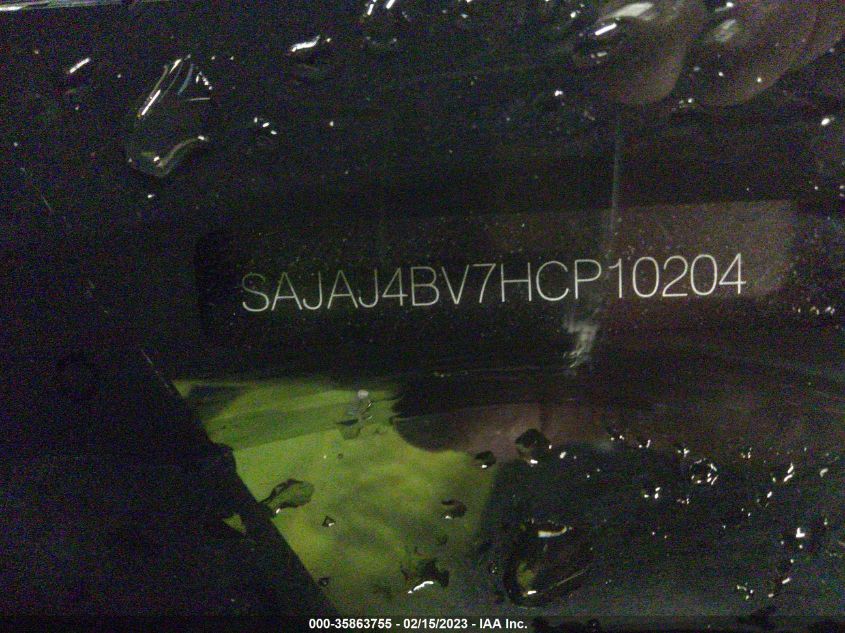 SAJAJ4BV7HCP10204
000-35863755 - 02/15/2023 - IAA Inc.